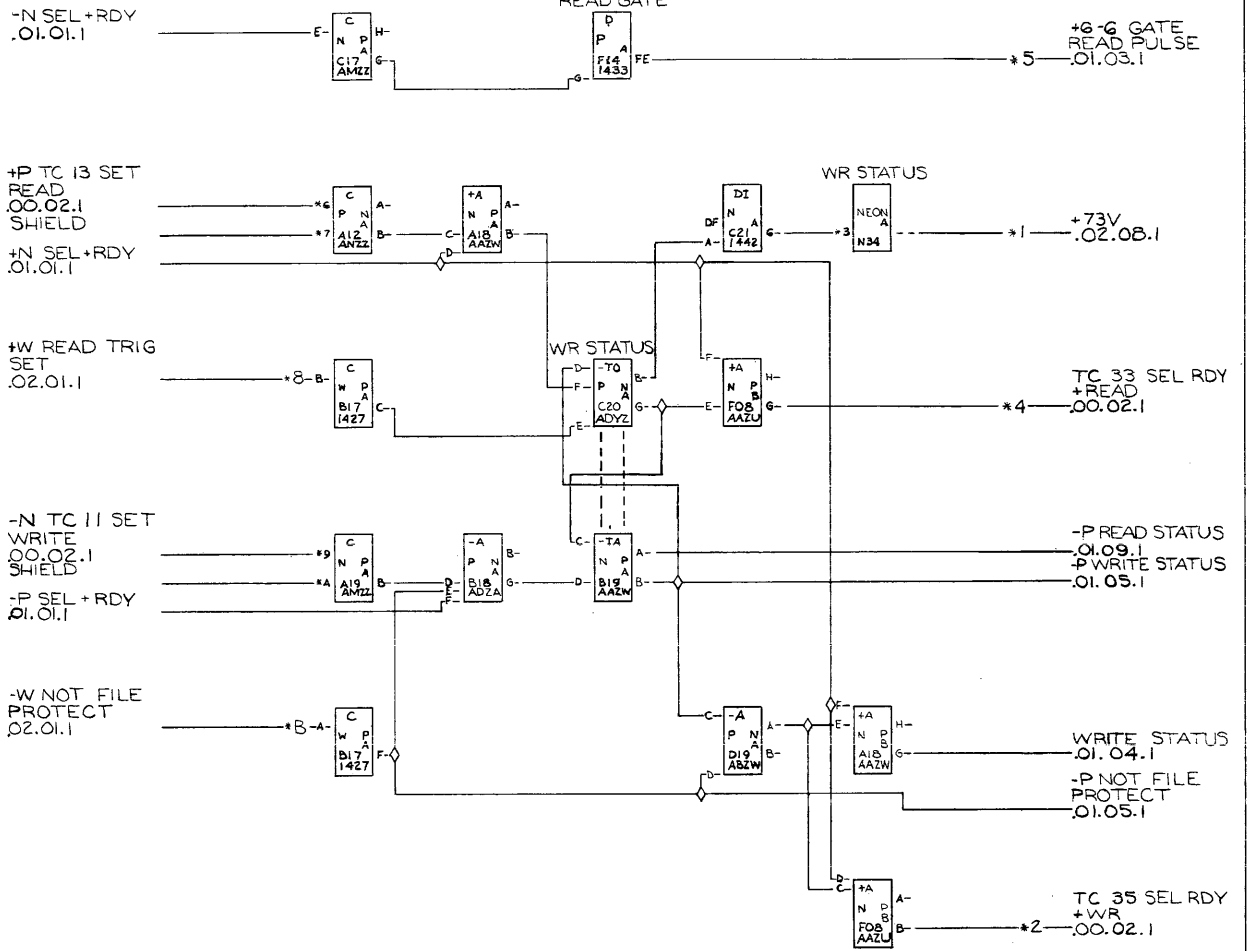 READ GATE
-N SEL+RDY
.01.01.1
E-
C
N P
A
C17
AMZZ
H-
G-
D
P
A
F14
1433
G-
FE
*5
+6-6 GATE
READ PULSE
.01.03.1
+P TC 13 SET
READ
.00.02.1
SHIELD
*6
*7
C
P N
A
A12
ANZZ
A-
B-
C-
D-
+A
N P
A
A18
AAZW
A-
B-
+N SEL+RDY
.01.01.1
DF
A-
DI
N
A
C21
1442
G-
*3
WR STATUS
NEON
A
N34
*1
+73V
.02.08.1
+W READ TRIG
SET
.02.01.1
*8-B-
C
W P
A
B17
1427
C-
WR STATUS
D-
F-
E-
-TO
P N
A
C20
ADYZ
B-
G-
F-
E-
+A
N P
B
F08
AAZU
H-
G-
*4
TC 33 SEL RDY
+READ
.00.02.1
-N TC 11 SET
WRITE
.00.02.1
SHIELD
*9
*A
C
N P
A
A19
AMZZ
B-
D-
E-
F-
-A
P N
A
B18
ADZA
B-
G-
C-
D-
-TA
N P
A
B19
AAZW
A-
B-
-P READ STATUS
.01.09.1
-P WRITE STATUS
.01.05.1
-P SEL+RDY
.01.01.1
-W NOT FILE
PROTECT
.02.01.1
*B-A-
C
W P
A
B17
1427
F-
C-
D-
-A
P N
A
D19
ABZW
A-
B-
F-
E-
+A
N P
B
A18
AAZW
H-
G-
WRITE STATUS
.01.04.1
-P NOT FILE
PROTECT
.01.05.1
D-
C-
+A
N P
B
F08
AAZU
A-
B-
*2
TC 35 SEL RDY
+WR
.00.02.1